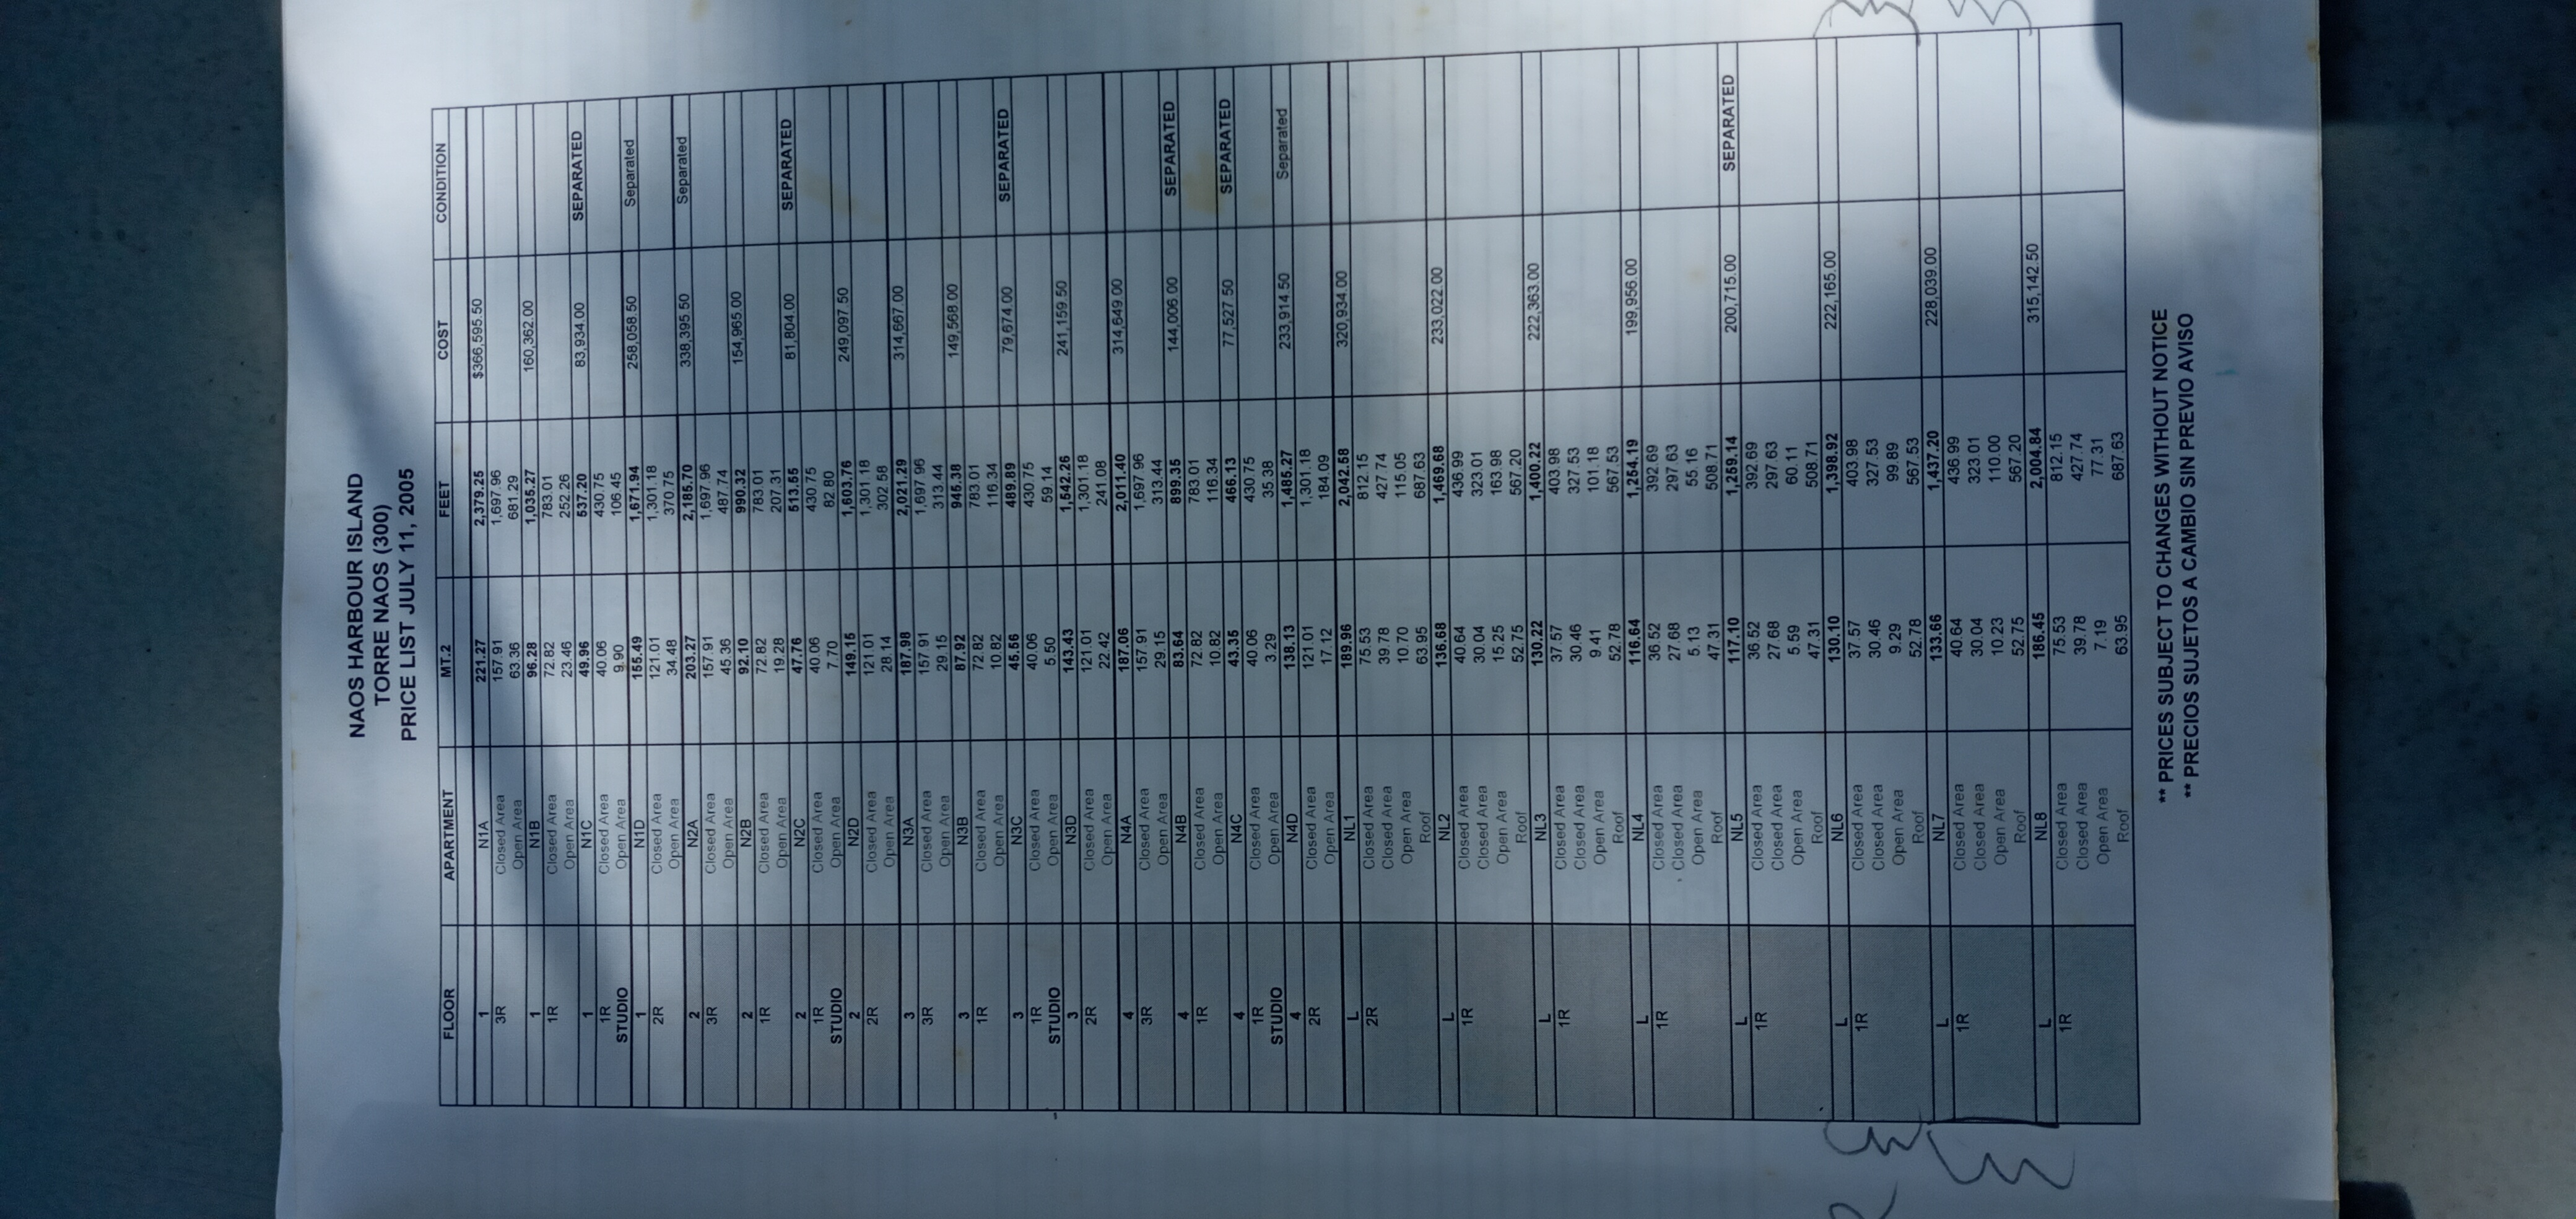 NAOS HARBOUR ISLAND
TORRE NAOS (300)
PRICE LIST JULY 11, 2005
FLOOR APARTMENT MT.2 FEET COST CONDITION
1 N1A 221.27 2,379.25 $366,595.50
3R Closed Area 157.91 1,697.96
Open Area 63.36 681.29
1 N1B 96.28 1,035.27 160,362.00
1R Closed Area 72.82 783.01
Open Area 23.46 252.26
1 N1C 49.96 537.20 83,934.00 SEPARATED
1R Closed Area 40.06 430.75
STUDIO Open Area 9.90 106.45
1 N1D 155.49 1,671.94 258,058.50 Separated
2R Closed Area 121.01 1,301.18
Open Area 34.48 370.75
2 N2A 203.27 2,185.70 338,395.50 Separated
3R Closed Area 157.91 1,697.96
Open Area 45.36 487.74
2 N2B 92.10 990.32 154,965.00
1R Closed Area 72.82 783.01
Open Area 19.28 207.31
2 N2C 47.76 513.55 81,804.00 SEPARATED
1R Closed Area 40.06 430.75
STUDIO Open Area 7.70 82.80
2 N2D 149.15 1,603.76 249,097.50
2R Closed Area 121.01 1,301.18
Open Area 28.14 302.58
3 N3A 187.98 2,021.29 314,667.00
3R Closed Area 157.91 1,697.96
Open Area 29.15 313.44
3 N3B 87.92 945.38 149,568.00
1R Closed Area 72.82 783.01
Open Area 10.82 116.34
3 N3C 45.56 489.89 79,674.00 SEPARATED
1R Closed Area 40.06 430.75
STUDIO Open Area 5.50 59.14
3 N3D 143.43 1,542.26 241,159.50
2R Closed Area 121.01 1,301.18
Open Area 22.42 241.08
4 N4A 187.06 2,011.40 314,649.00
3R Closed Area 157.91 1,697.96
Open Area 29.15 313.44
4 N4B 83.64 899.35 144,006.00 SEPARATED
1R Closed Area 72.82 783.01
Open Area 10.82 116.34
4 N4C 43.35 466.13 77,527.50 SEPARATED
1R Closed Area 40.06 430.75
STUDIO Open Area 3.29 35.38
4 N4D 138.13 1,485.27 233,914.50 Separated
2R Closed Area 121.01 1,301.18
Open Area 17.12 184.09
L NL1 189.96 2,042.58 320,934.00
2R Closed Area 75.53 812.15
Closed Area 39.78 427.74
Open Area 10.70 115.05
Roof 63.95 687.63
L NL2 136.68 1,469.68 233,022.00
1R Closed Area 40.64 436.99
Closed Area 30.04 323.01
Open Area 15.25 163.98
Roof 52.75 567.20
L NL3 130.22 1,400.22 222,363.00
1R Closed Area 37.57 403.98
Closed Area 30.46 327.53
Open Area 9.41 101.18
Roof 52.78 567.53
L NL4 116.64 1,254.19 199,956.00
1R Closed Area 36.52 392.69
Closed Area 27.68 297.63
Open Area 5.13 55.16
Roof 47.31 508.71
L NL5 117.10 1,259.14 200,715.00 SEPARATED
1R Closed Area 36.52 392.69
Closed Area 27.68 297.63
Open Area 5.59 60.11
Roof 47.31 508.71
L NL6 130.10 1,398.92 222,165.00
1R Closed Area 37.57 403.98
Closed Area 30.46 327.53
Open Area 9.29 99.89
Roof 52.78 567.53
L NL7 133.66 1,437.20 228,039.00
1R Closed Area 40.64 436.99
Closed Area 30.04 323.01
Open Area 10.23 110.00
Roof 52.75 567.20
L NL8 186.45 2,004.84 315,142.50
1R Closed Area 75.53 812.15
Closed Area 39.78 427.74
Open Area 7.19 77.31
Roof 63.95 687.63
** PRICES SUBJECT TO CHANGES WITHOUT NOTICE
** PRECIOS SUJETOS A CAMBIO SIN PREVIO AVISO